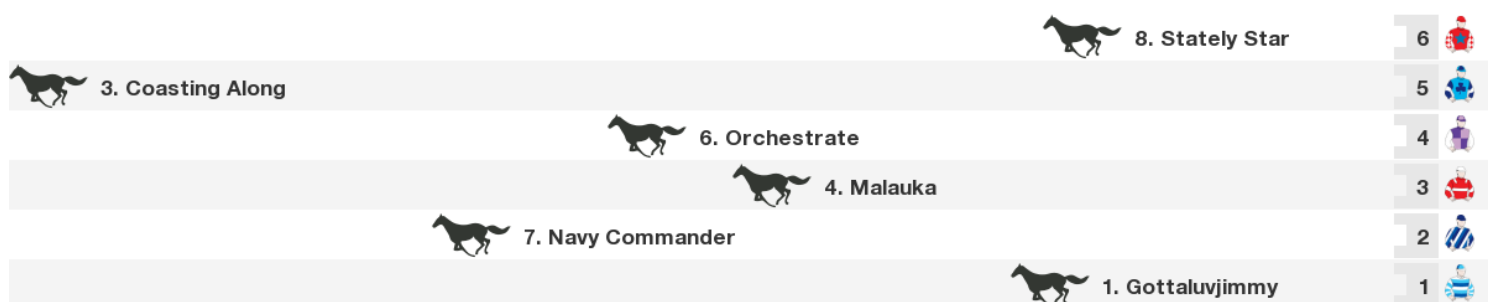 8. Stately Star 6
3. Coasting Along 5
6. Orchestrate 4
4. Malauka 3
7. Navy Commander 2
1. Gottaluvjimmy 1